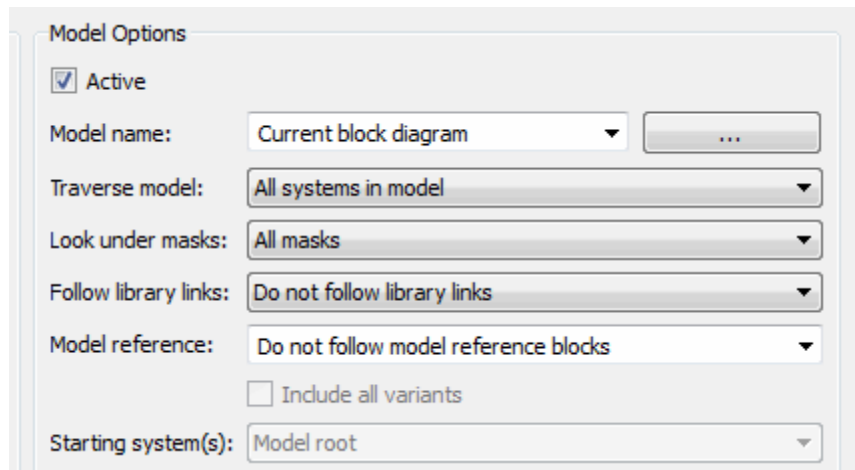 Model Options
Active
Model name: Current block diagram ...
Traverse model: All systems in model
Look under masks: All masks
Follow library links: Do not follow library links
Model reference: Do not follow model reference blocks
Include all variants
Starting system(s): Model root